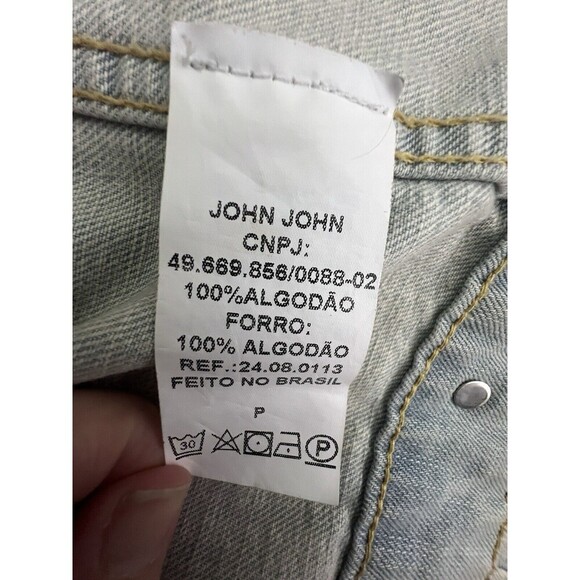 JOHN JOHN
CNPJ:
49.669.856/0088-02
100%ALGODÃO
FORRO:
100% ALGODÃO
REF.:24.08.0113
FEITO NO BRASIL
P
30 P